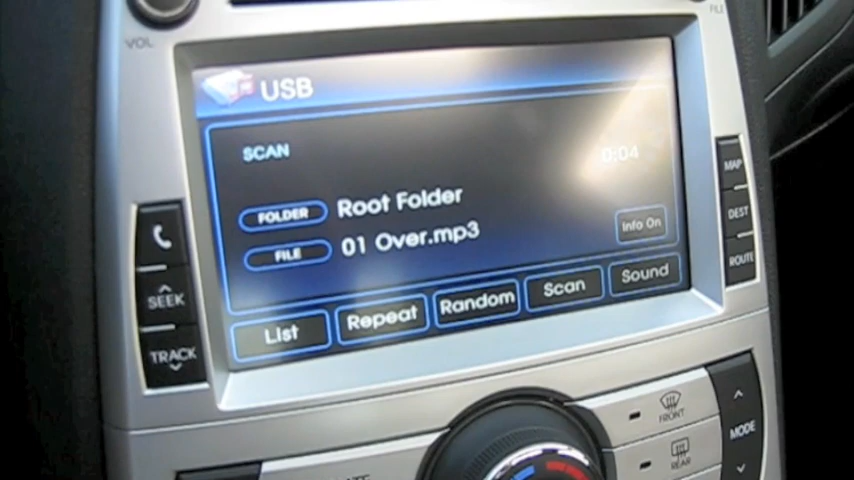 VOL
FILE
USB
SCAN
0:04
FOLDER Root Folder
FILE 01 Over.mp3
Info On
List Repeat Random Scan Sound
SEEK
TRACK
MAP
DEST
ROUTE
FRONT
MODE
REAR